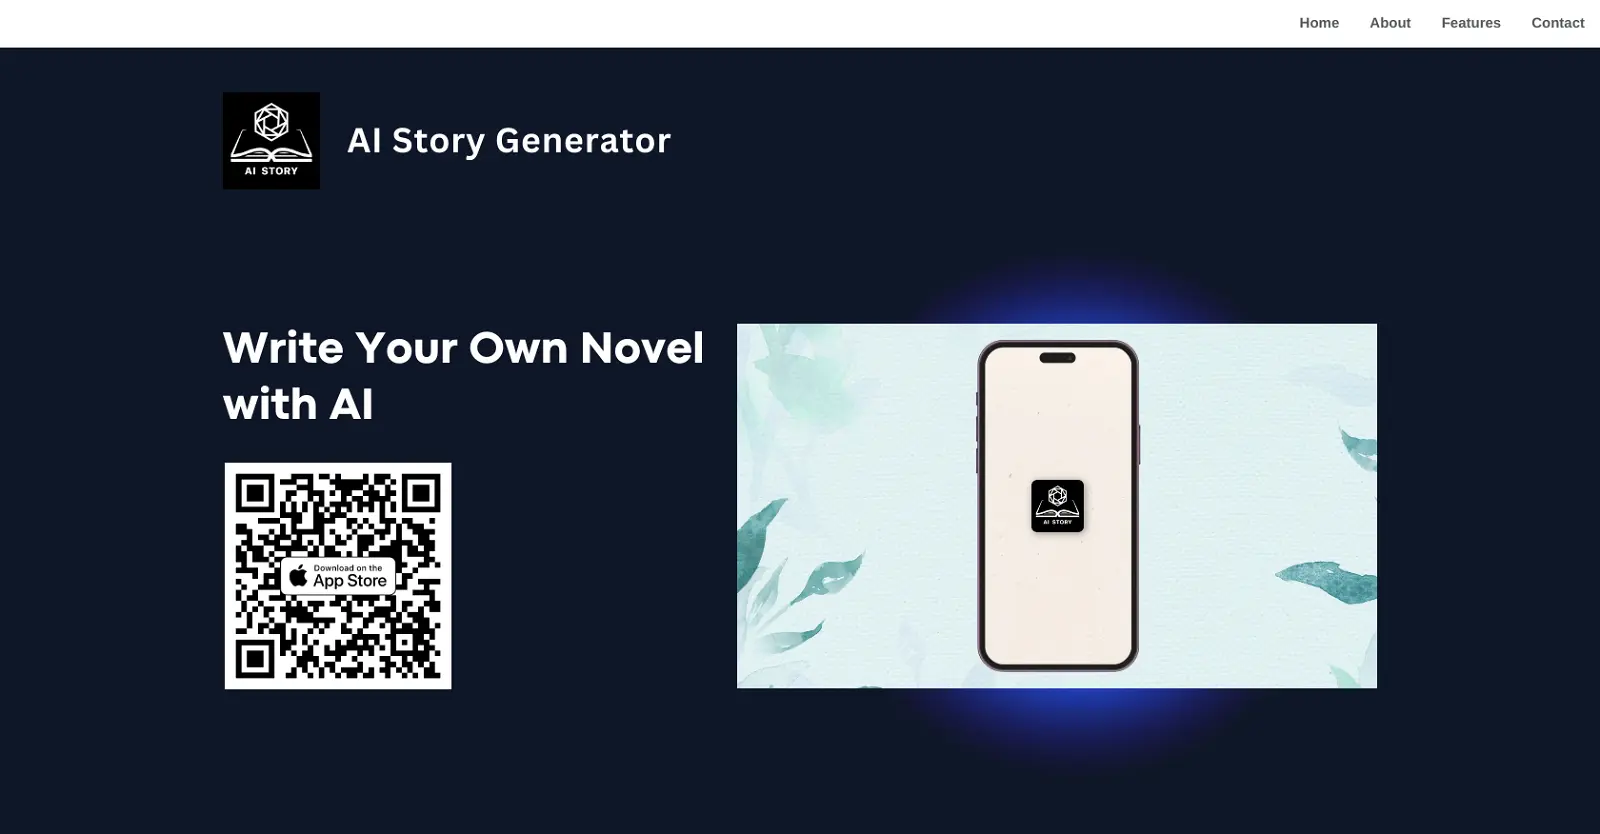 Home About Features Contact
AI STORY
AI Story Generator
Write Your Own Novel
with AI
Download on the
App Store
AI STORY